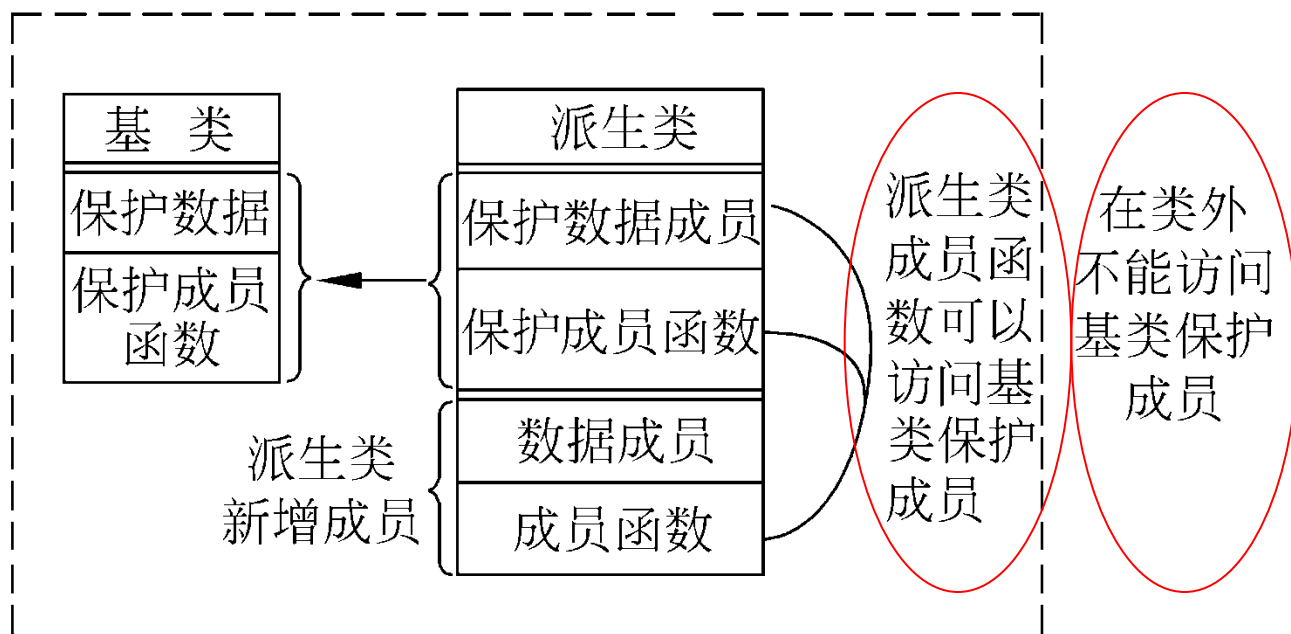 基 类
保护数据
保护成员
函数
派生类
保护数据成员
保护成员函数
数据成员
成员函数
派生类
新增成员
派生类
成员函
数可以
访问基
类保护
成员
在类外
不能访问
基类保护
成员